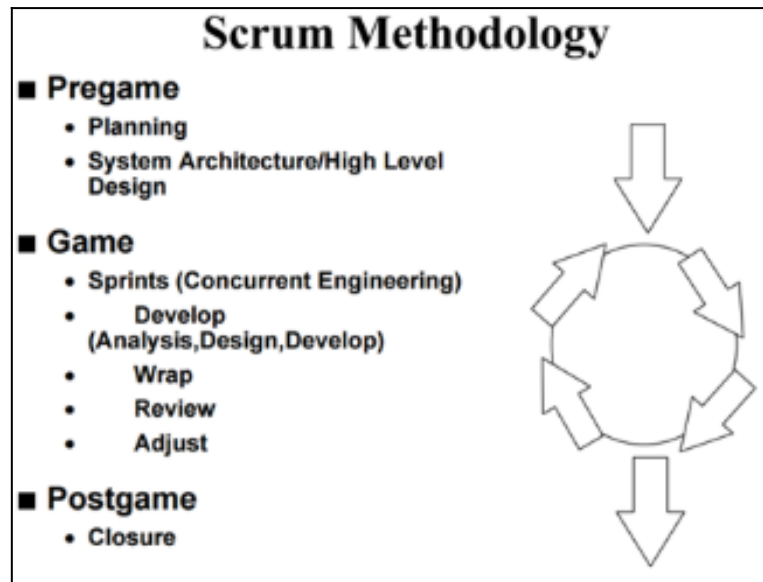 Scrum Methodology
■ Pregame
• Planning
• System Architecture/High Level
Design
■ Game
• Sprints (Concurrent Engineering)
• Develop
(Analysis,Design,Develop)
• Wrap
• Review
• Adjust
■ Postgame
• Closure